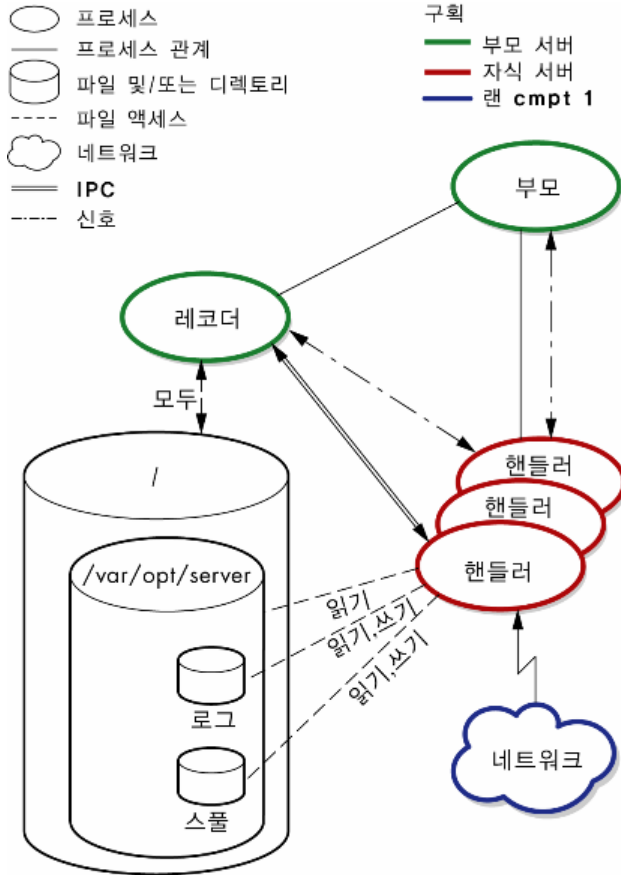 프로세스
프로세스 관계
파일 및/또는 디렉토리
파일 액세스
네트워크
IPC
신호
구획
부모 서버
자식 서버
랜 cmpt 1
부모
레코더
모두
핸들러
핸들러
핸들러
/
/var/opt/server
읽기
읽기,쓰기
읽기,쓰기
로그
스풀
네트워크